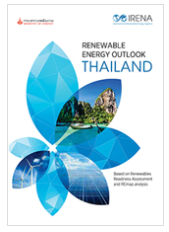 IRENA
RENEWABLE
ENERGY OUTLOOK
THAILAND
Based on Renewables
Readiness Assessment
and REmap analysis